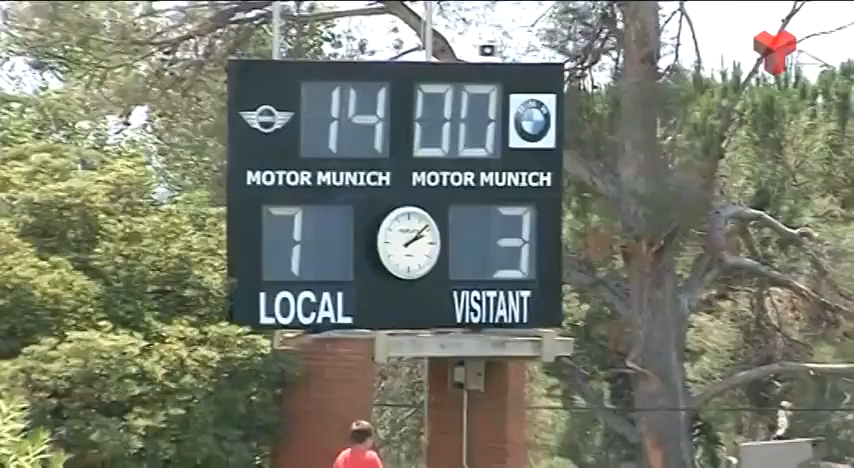 14 00
MOTOR MUNICH MOTOR MUNICH
7 3
LOCAL VISITANT